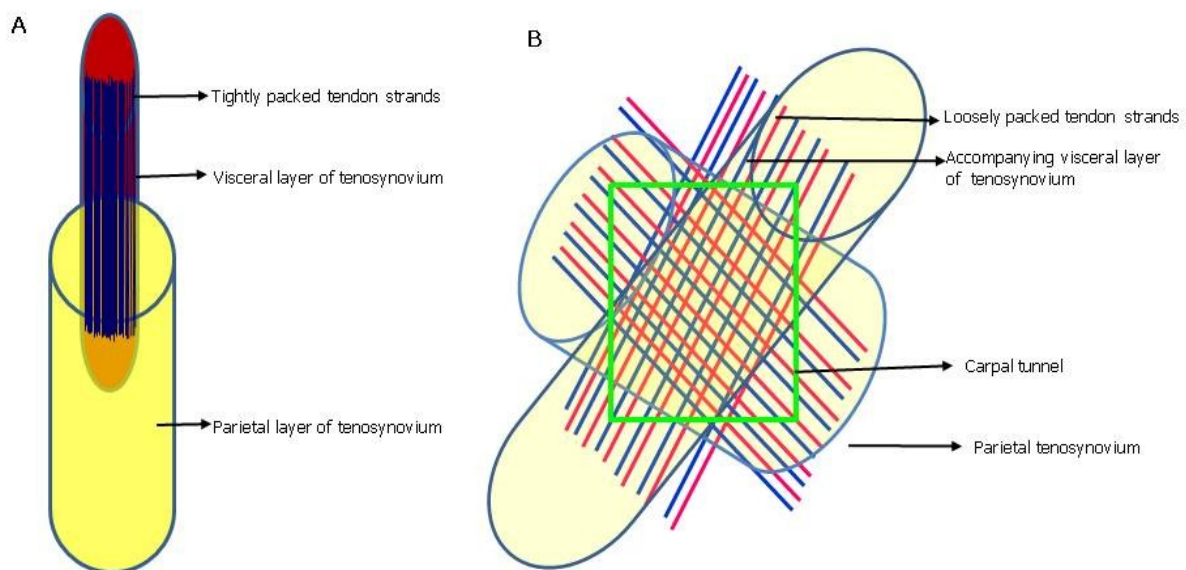 A
Tightly packed tendon strands
Visceral layer of tenosynovium
Parietal layer of tenosynovium
B
Loosely packed tendon strands
Accompanying visceral layer
of tenosynovium
Carpal tunnel
Parietal tenosynovium